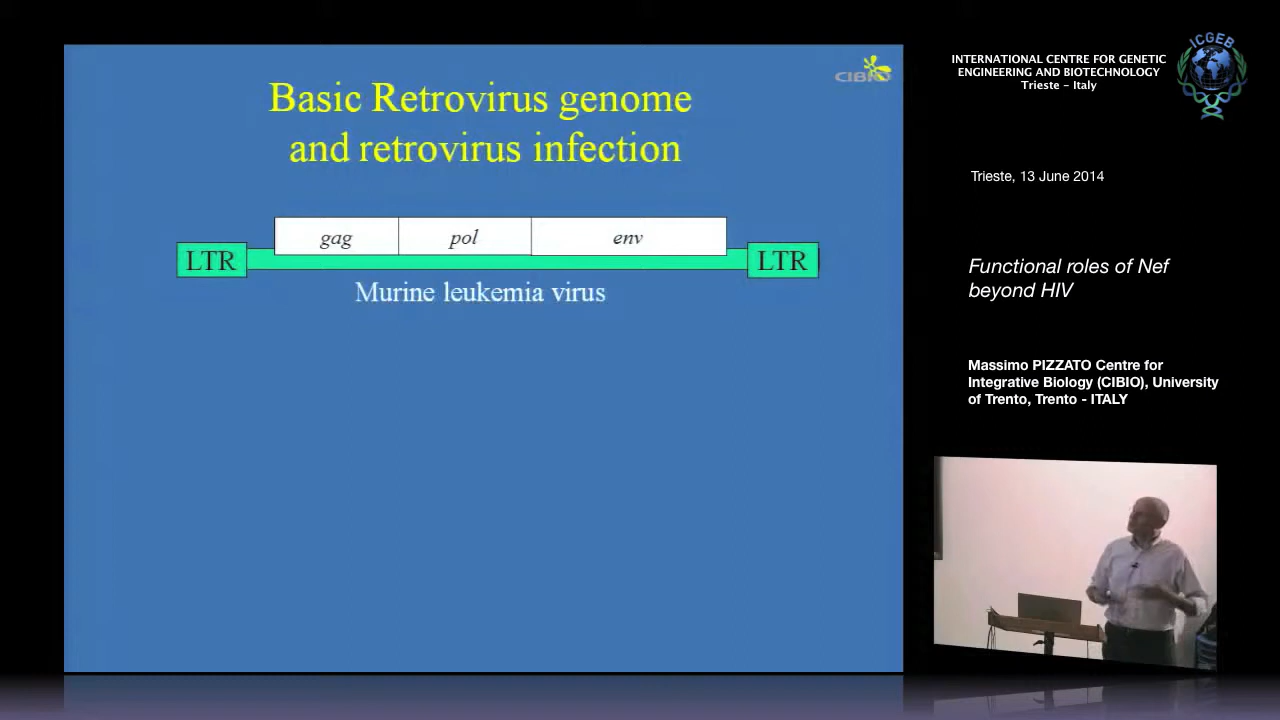 CIBIO
Basic Retrovirus genome
and retrovirus infection
gag pol env
LTR LTR
Murine leukemia virus
INTERNATIONAL CENTRE FOR GENETIC
ENGINEERING AND BIOTECHNOLOGY
Trieste - Italy
ICGEB
Trieste, 13 June 2014
Functional roles of Nef
beyond HIV
Massimo PIZZATO Centre for
Integrative Biology (CIBIO), University
of Trento, Trento - ITALY